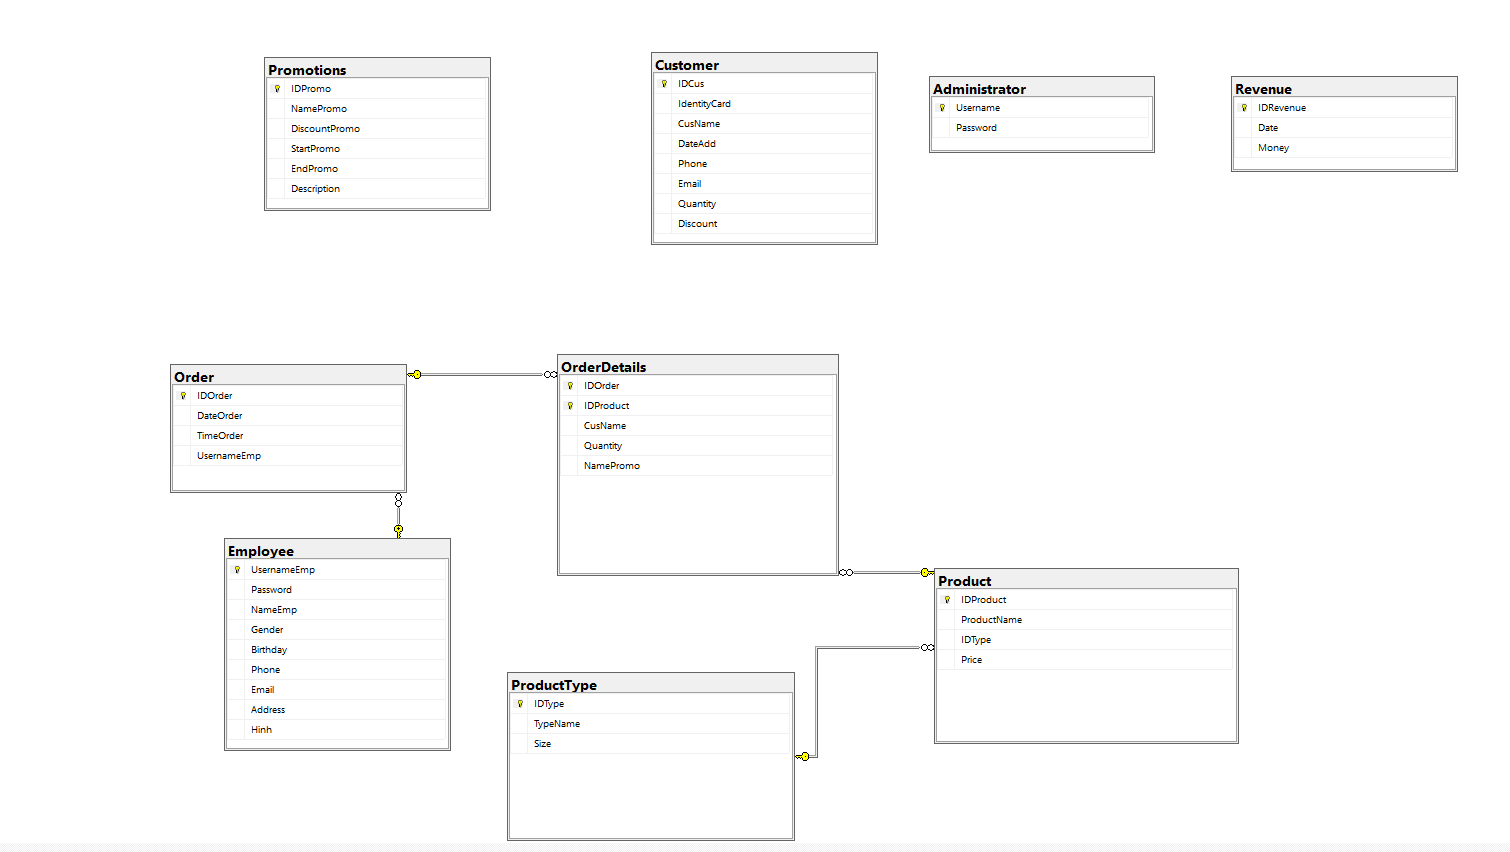 Promotions
IDPromo
NamePromo
DiscountPromo
StartPromo
EndPromo
Description
Customer
IDCus
IdentityCard
CusName
DateAdd
Phone
Email
Quantity
Discount
Administrator
Username
Password
Revenue
IDRevenue
Date
Money
Order
IDOrder
DateOrder
TimeOrder
UsernameEmp
OrderDetails
IDOrder
IDProduct
CusName
Quantity
NamePromo
Employee
UsernameEmp
Password
NameEmp
Gender
Birthday
Phone
Email
Address
Hinh
ProductType
IDType
TypeName
Size
Product
IDProduct
ProductName
IDType
Price